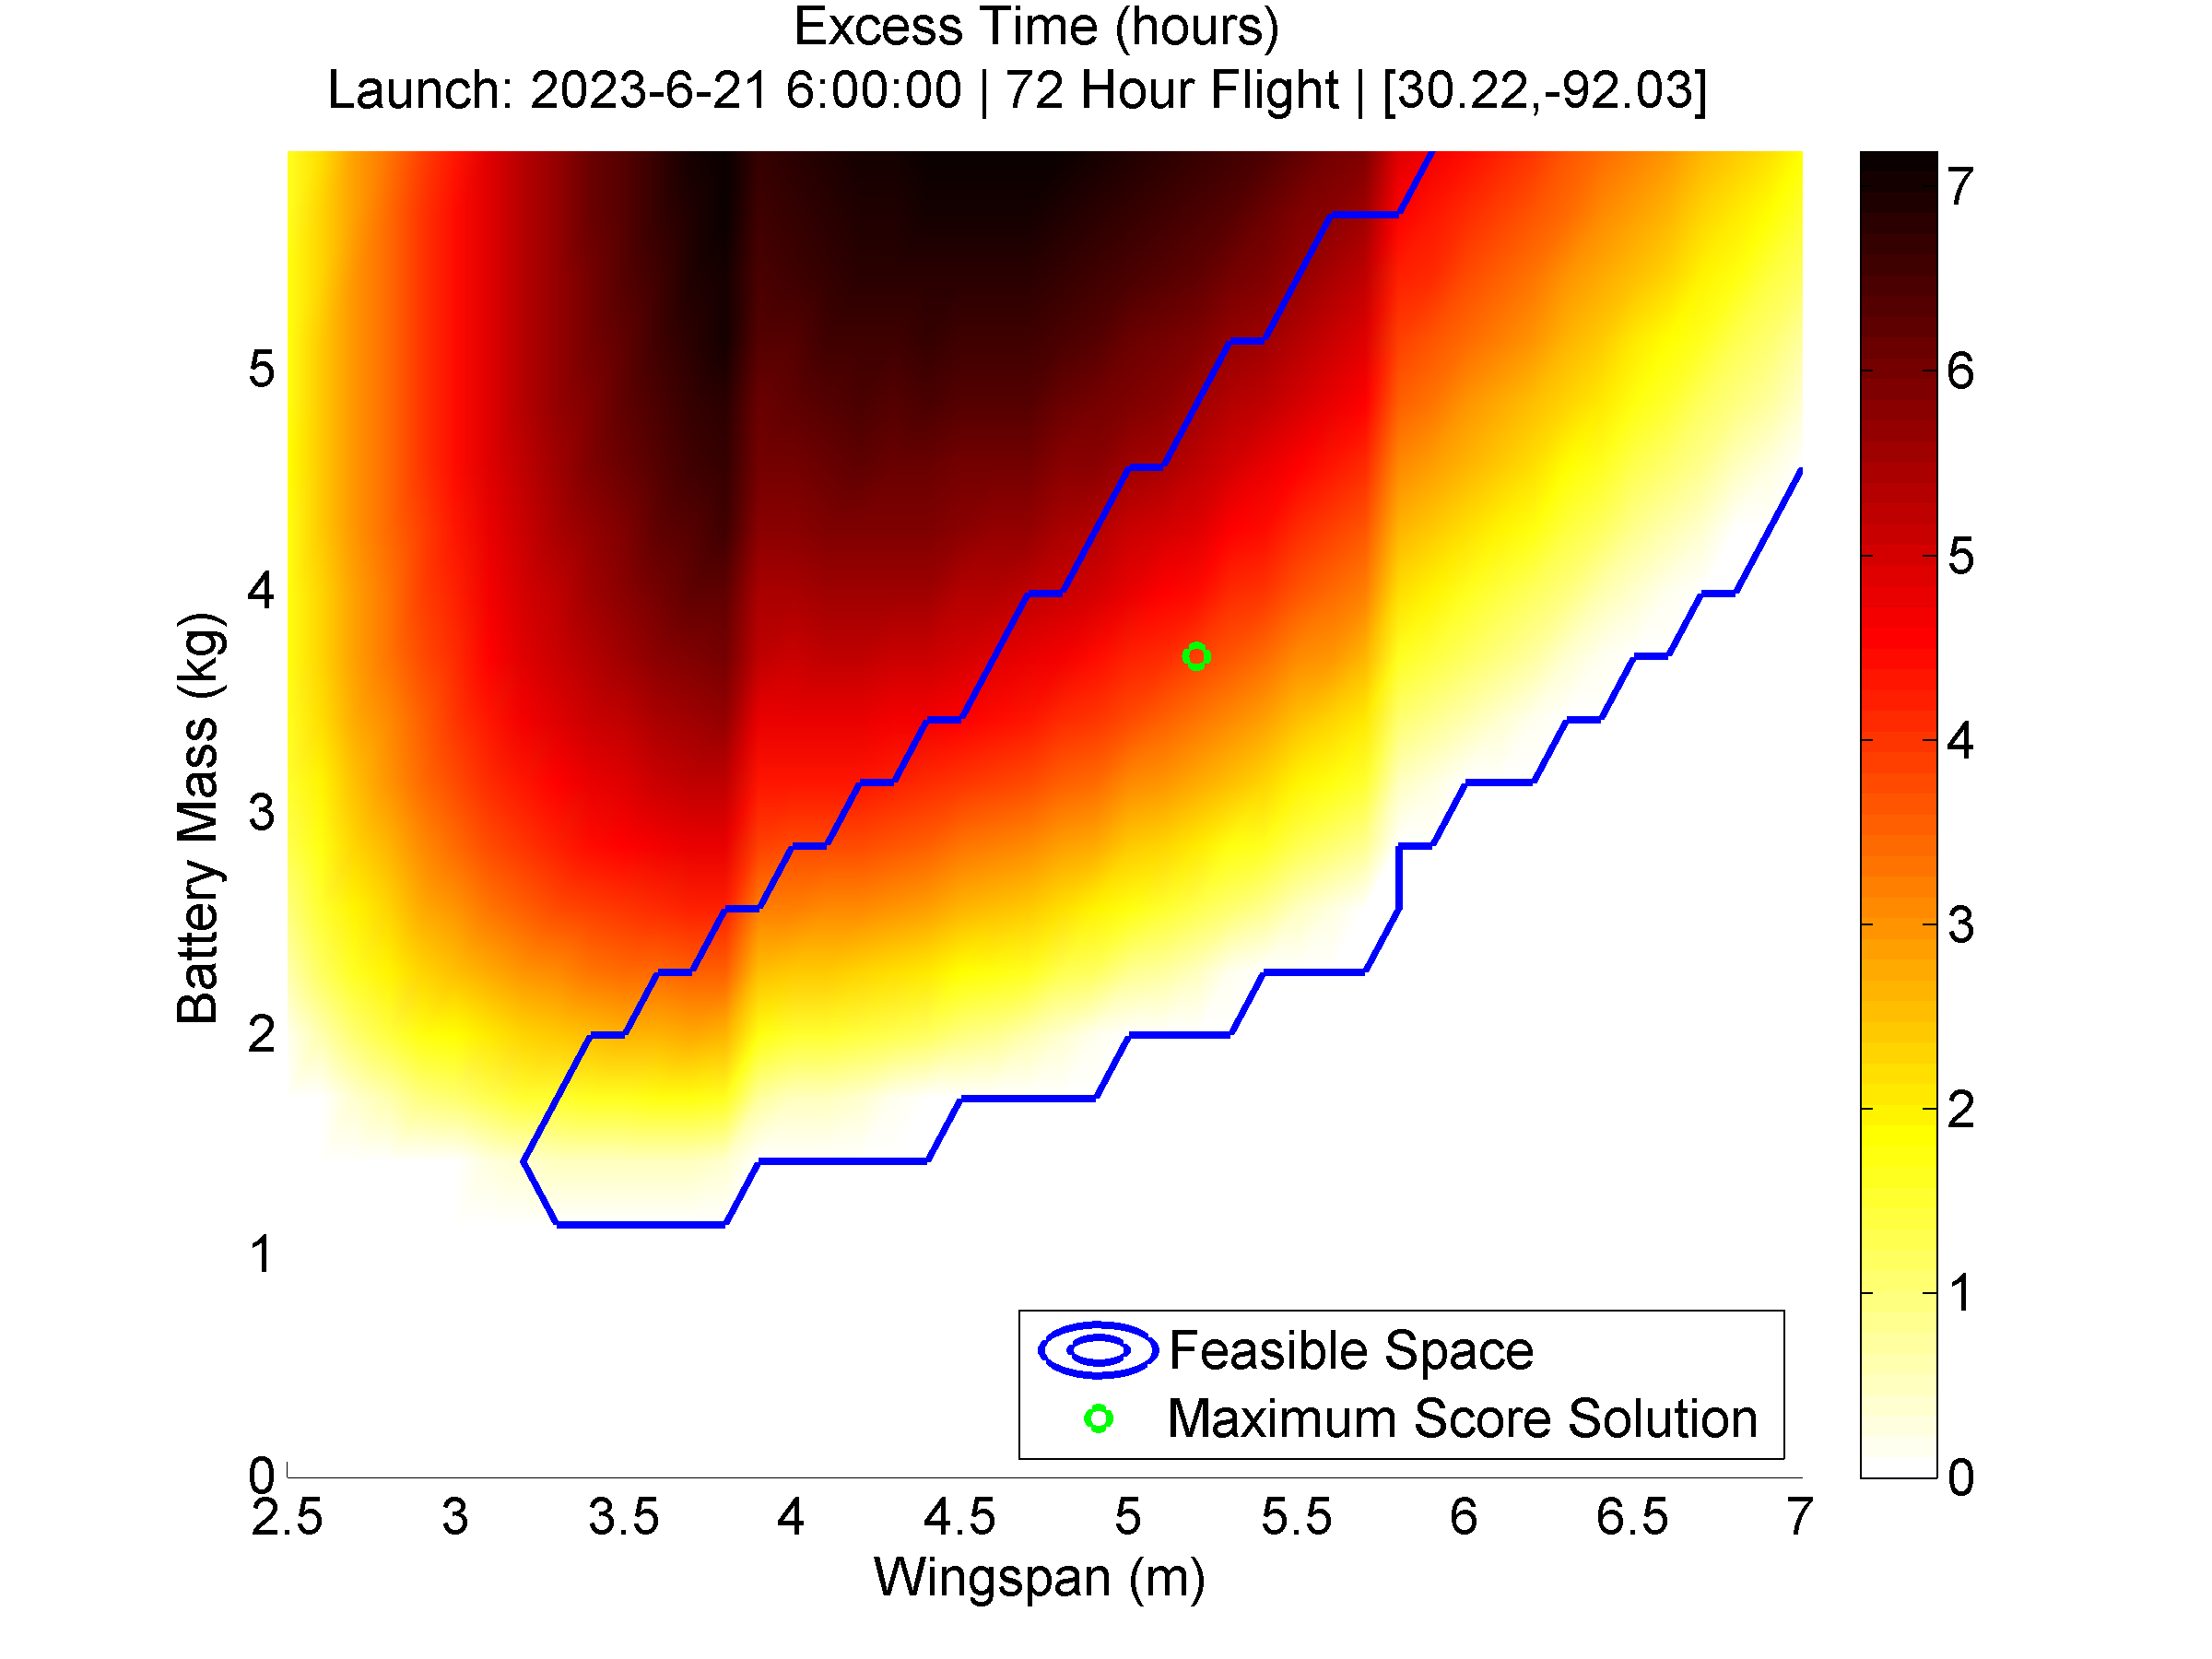 Excess Time (hours)
Launch: 2023-6-21 6:00:00 | 72 Hour Flight | [30.22,-92.03]
Battery Mass (kg)
5
4
3
2
1
0
2.5 3 3.5 4 4.5 5 5.5 6 6.5 7
Wingspan (m)
Feasible Space
Maximum Score Solution
7
6
5
4
3
2
1
0